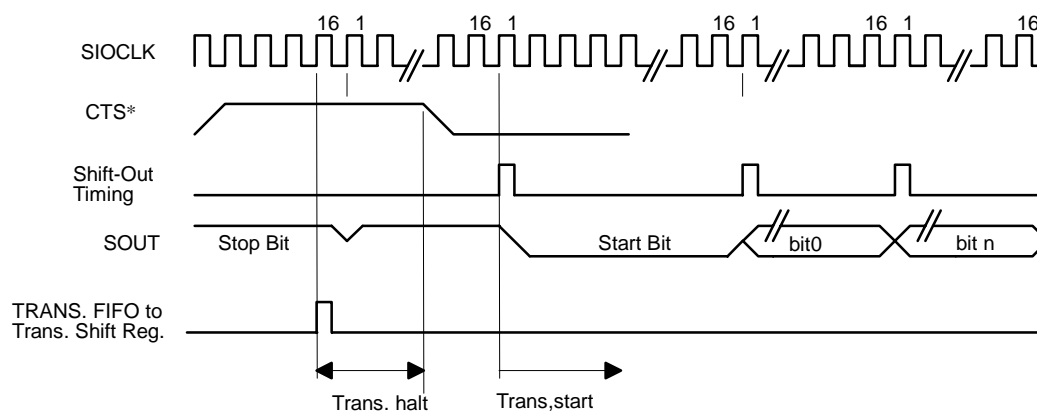 16 1 16 1 16 1 16 1 16
SIOCLK
CTS*
Shift-Out
Timing
SOUT
Stop Bit
Start Bit
bit0
bit n
TRANS. FIFO to
Trans. Shift Reg.
Trans. halt
Trans,start